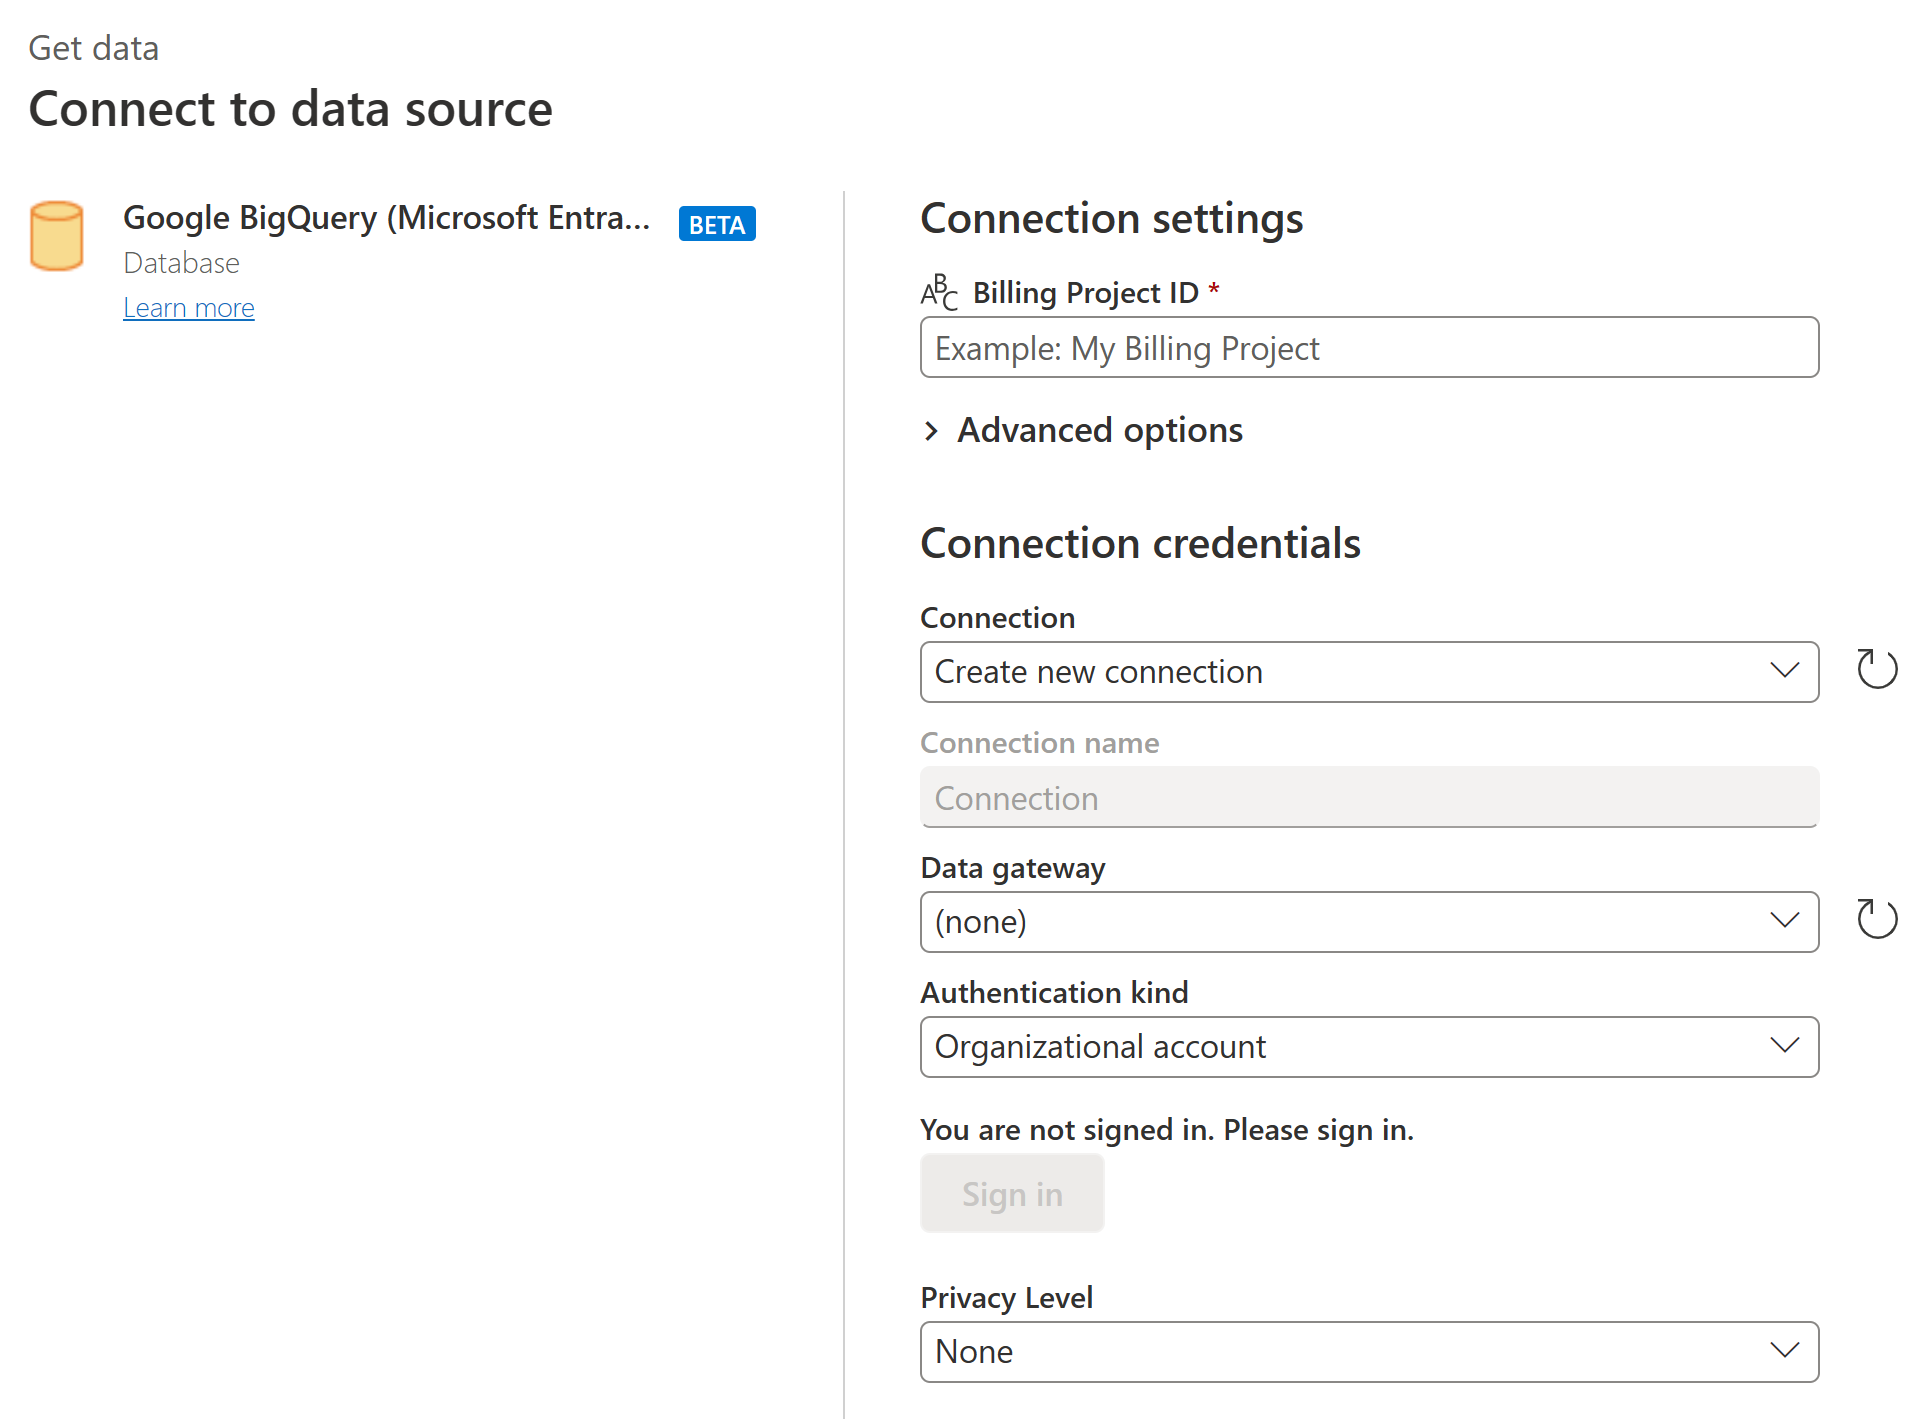 Get data
Connect to data source
Google BigQuery (Microsoft Entra...
BETA
Database
Learn more
Connection settings
ABC Billing Project ID *
Example: My Billing Project
Advanced options
Connection credentials
Connection
Create new connection
Connection name
Connection
Data gateway
(none)
Authentication kind
Organizational account
You are not signed in. Please sign in.
Sign in
Privacy Level
None